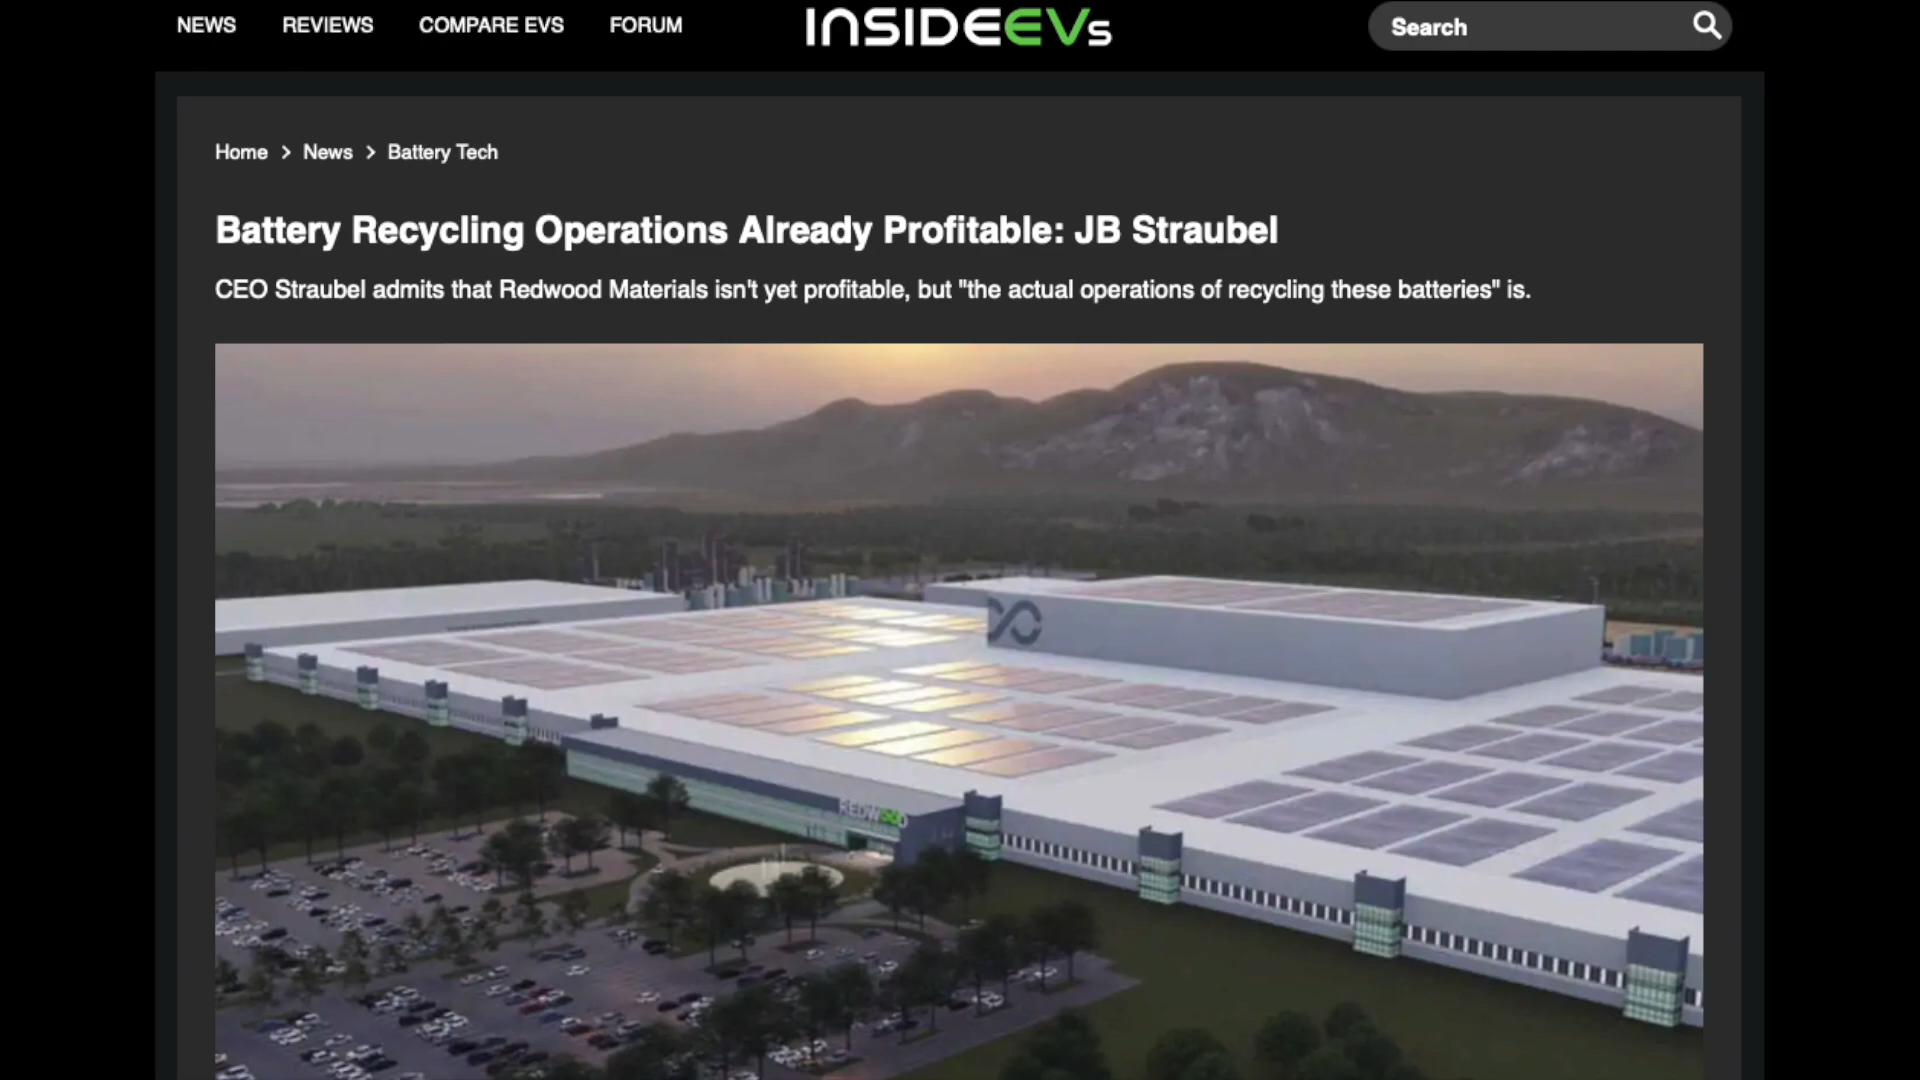 NEWS REVIEWS COMPARE EVS FORUM INSIDEEVs Search
Home > News > Battery Tech
Battery Recycling Operations Already Profitable: JB Straubel
CEO Straubel admits that Redwood Materials isn't yet profitable, but "the actual operations of recycling these batteries" is.
REDWOOD